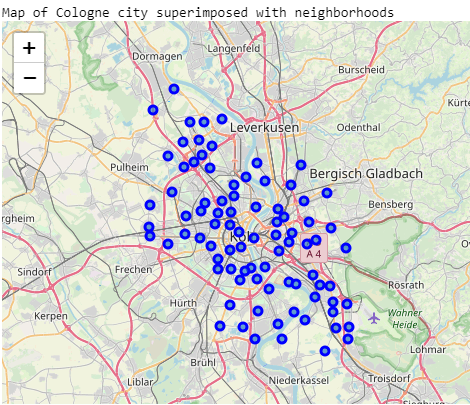 Map of Cologne city superimposed with neighborhoods
+
−
Dormagen
Langenfeld
Burscheid
Leverkusen
Odenthal
Pulheim
Bergisch Gladbach
Bensberg
Köln
A 4
Frechen
Sindorf
Rösrath
Hürth
Kerpen
Wahner
Heide
Lohmar
Brühl
Liblar
Niederkassel
Troisdorf